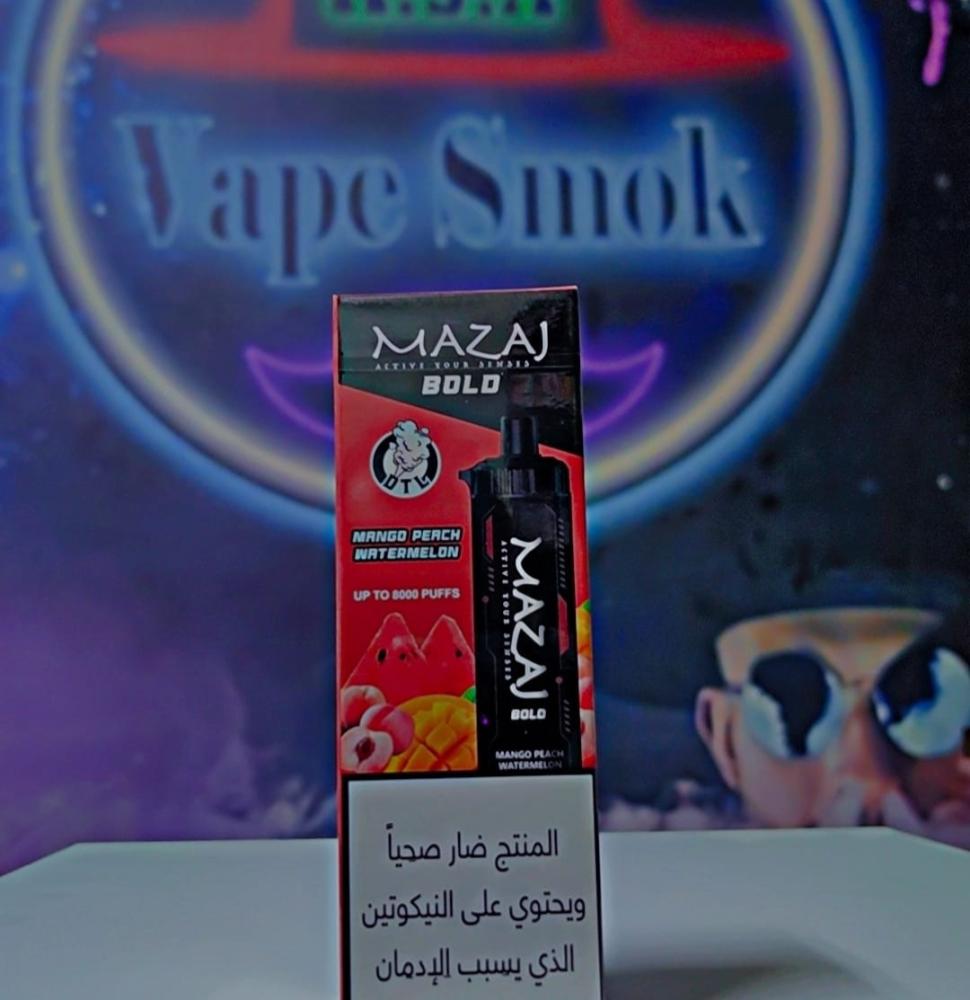 Vape Smok
MAZAJ
ACTIVE YOUR SENSES
BOLD
DTL
MANGO PEACH
WATERMELON
UP TO 8000 PUFFS
MAZAJ
ACTIVE YOUR SENSES
BOLD
MANGO PEACH
WATERMELON
المنتج ضار صحياً
ويحتوي على النيكوتين
الذي يسبب الإدمان